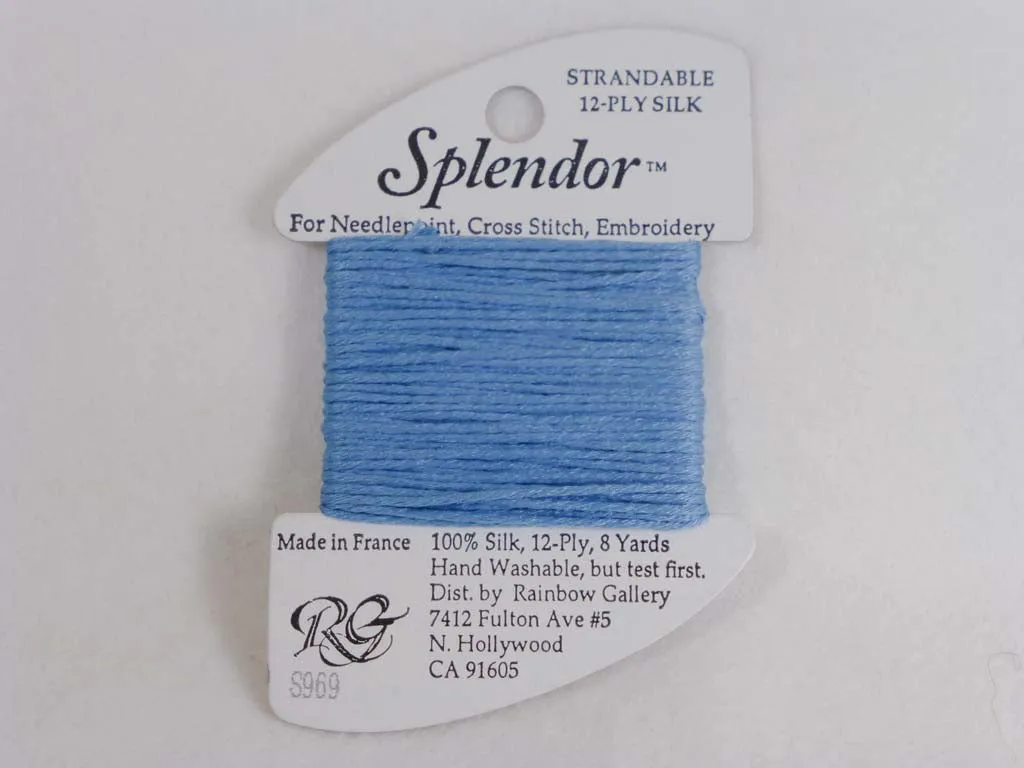 STRANDABLE
12-PLY SILK
Splendor™
For Needlepoint, Cross Stitch, Embroidery
Made in France
100% Silk, 12-Ply, 8 Yards
Hand Washable, but test first.
Dist. by Rainbow Gallery
7412 Fulton Ave #5
N. Hollywood
CA 91605
RG
S969